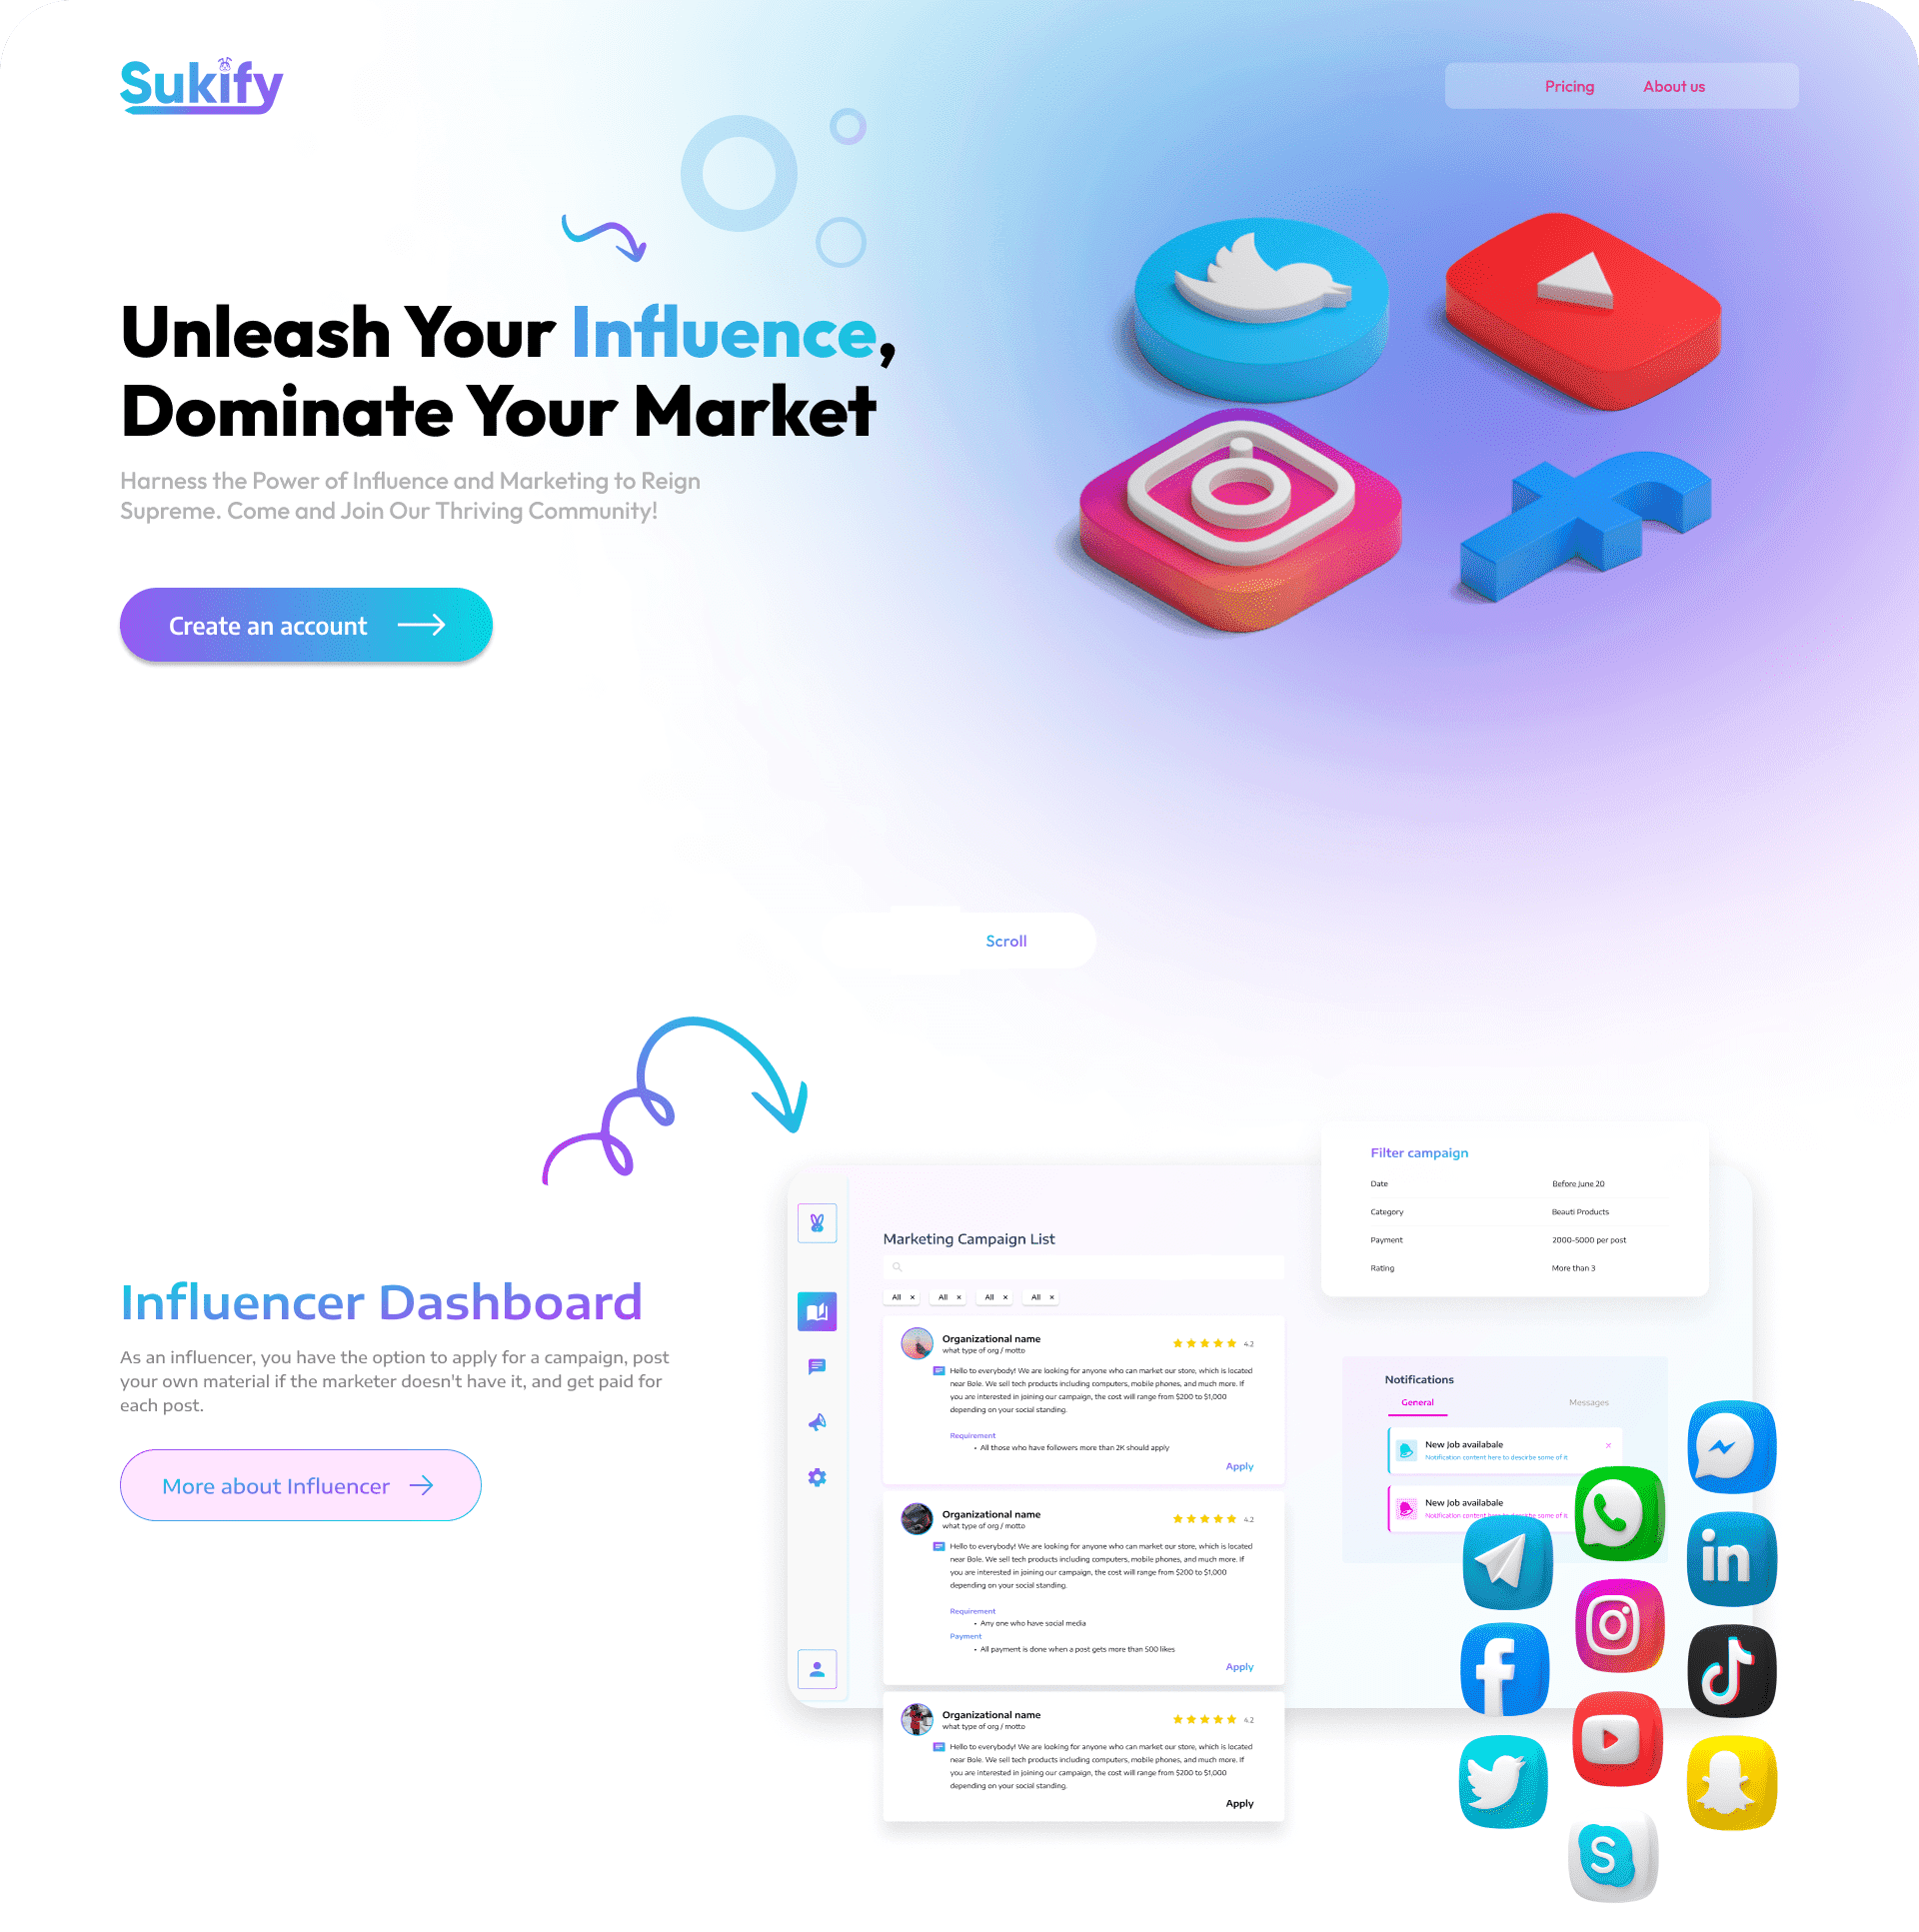 Sukify
Pricing
About us
Unleash Your Influence,
Dominate Your Market
Harness the Power of Influence and Marketing to Reign
Supreme. Come and Join Our Thriving Community!
Create an account
Scroll
Influencer Dashboard
As an influencer, you have the option to apply for a campaign, post
your own material if the marketer doesn't have it, and get paid for
each post.
More about Influencer
Filter campaign
Date Before June 20
Category Beauti Products
Payment 2000-5000 per post
Rating More than 3
Marketing Campaign List
All × All × All × All ×
Organizational name
4.2
what type of org / motto
Hello to everybody! We are looking for anyone who can market our store, which is located
near Bole. We sell tech products including computers, mobile phones, and much more. If
you are interested in joining our campaign, the cost will range from $200 to $1,000
depending on your social standing.
Requirement
• All those who have followers more than 2K should apply
Apply
Organizational name
4.2
what type of org / motto
Hello to everybody! We are looking for anyone who can market our store, which is located
near Bole. We sell tech products including computers, mobile phones, and much more. If
you are interested in joining our campaign, the cost will range from $200 to $1,000
depending on your social standing.
Requirement
• Any one who have social media
Payment
• All payment is done when a post gets more than 500 likes
Apply
Organizational name
4.2
what type of org / motto
Hello to everybody! We are looking for anyone who can market our store, which is located
near Bole. We sell tech products including computers, mobile phones, and much more. If
you are interested in joining our campaign, the cost will range from $200 to $1,000
depending on your social standing.
Apply
Notifications
General Messages
New Job availabale ×
Notification content here to descirbe some of it
New Job availabale
Notification content here to descirbe some of it
in